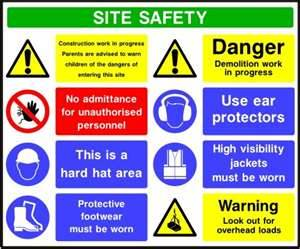 SITE SAFETY
Construction work in progress
Parents are advised to warn
children of the dangers of
entering this site
Danger
Demolition work
in progress
No admittance
for unauthorised
personnel
Use ear
protectors
This is a
hard hat area
High visibility
jackets
must be worn
Protective
footwear
must be worn
Warning
Look out for
overhead loads